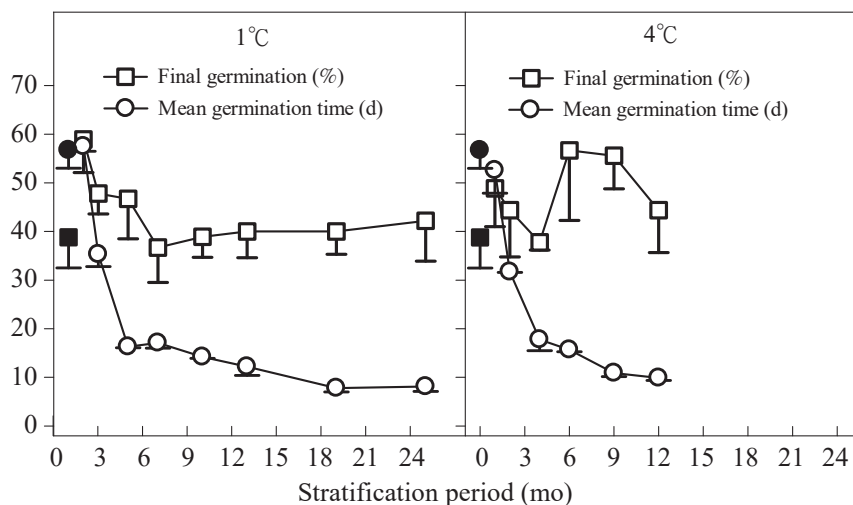 1℃ 4℃
Final germination (%) Final germination (%)
Mean germination time (d) Mean germination time (d)
70
60
50
40
30
20
10
0
0 3 6 9 12 15 18 21 24 0 3 6 9 12 15 18 21 24
Stratification period (mo)